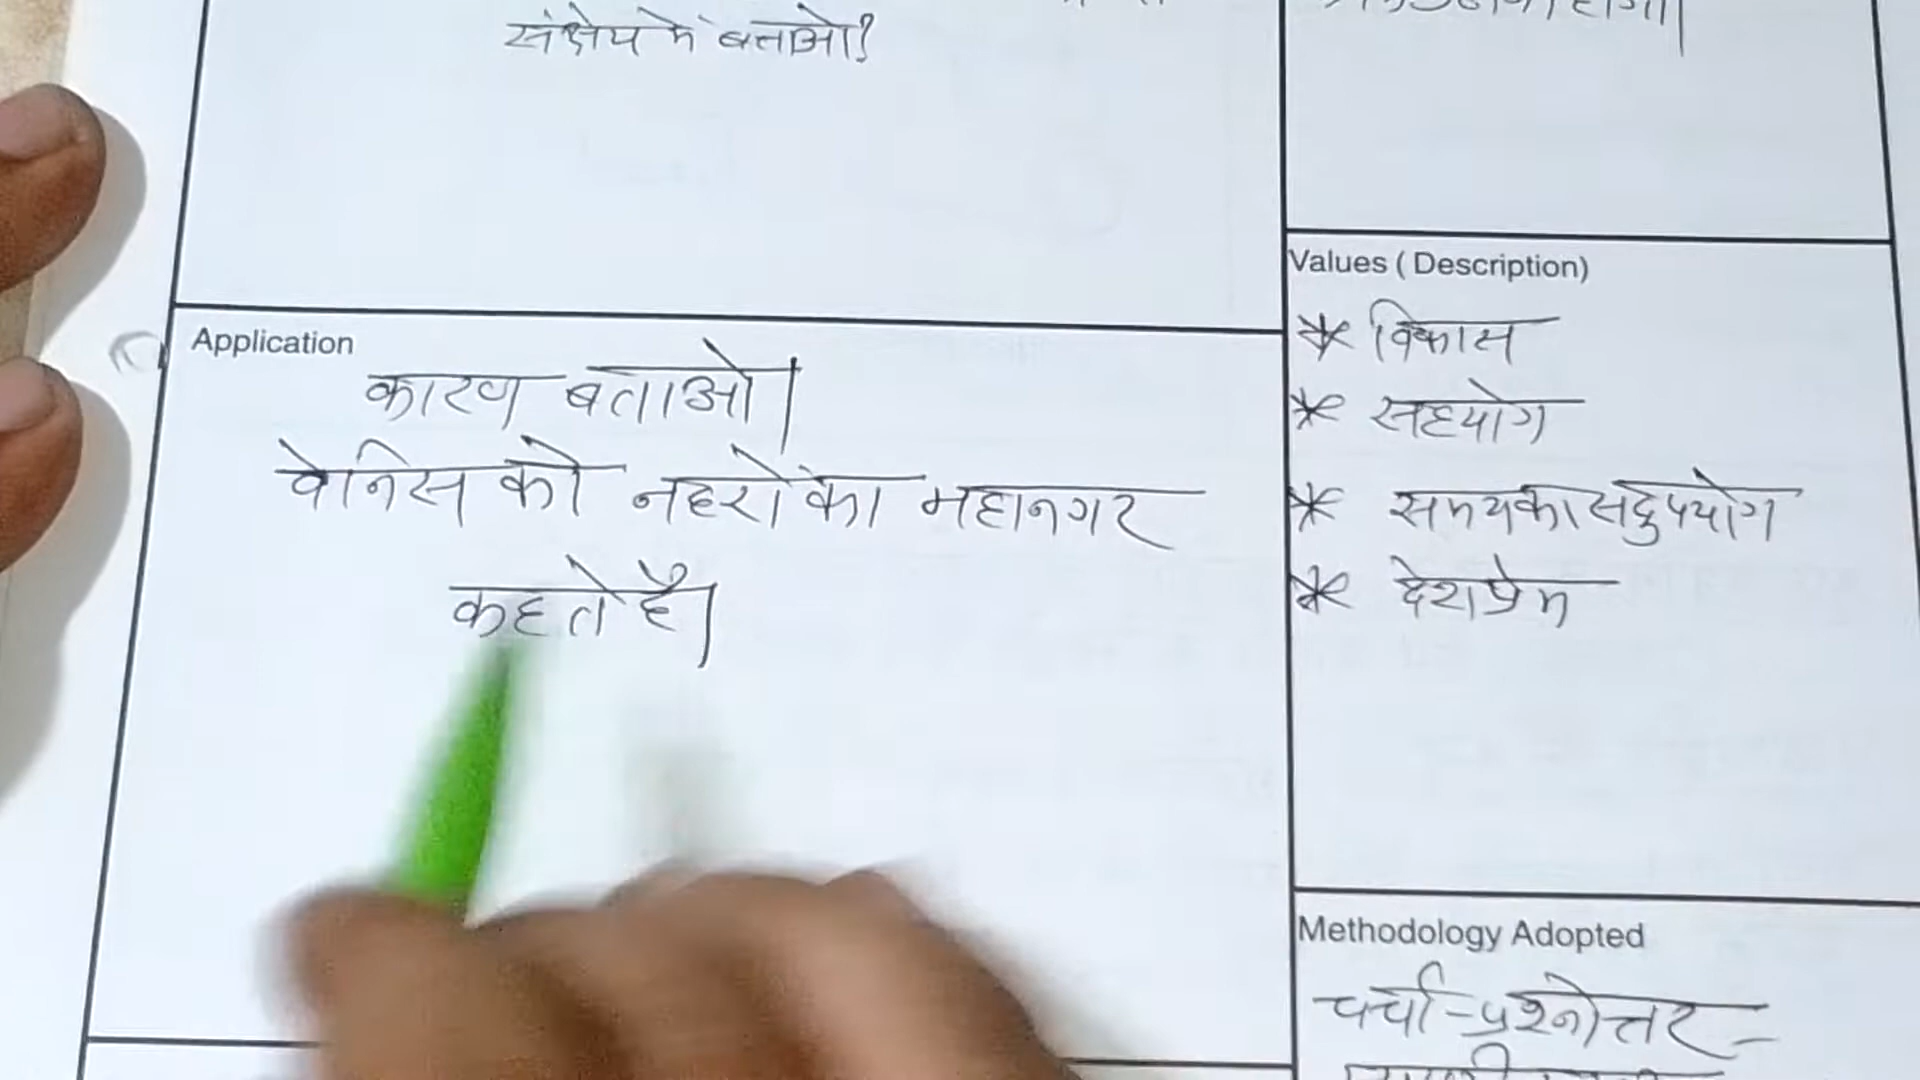 संक्षेप मे बताओ?
Application
कारण बताओ।
वेनिस को नहरों का महानगर
कहते है।
Values ( Description)
* विकास
* सहयोग
* समय का सदुपयोग
* देशप्रेम
Methodology Adopted
चर्चा-प्रश्नोत्तर-